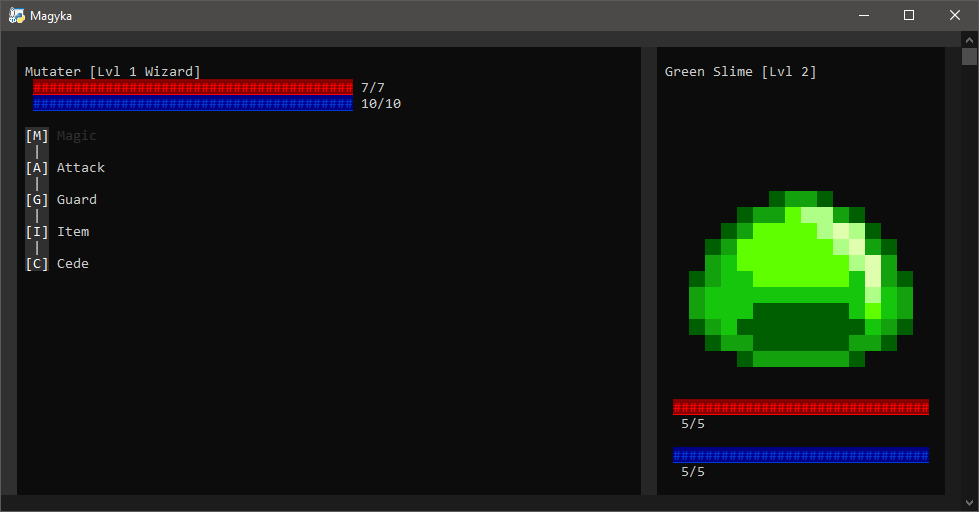 Magyka
Mutater [Lvl 1 Wizard]
######################################## 7/7
######################################## 10/10
[M] Magic
|
[A] Attack
|
[G] Guard
|
[I] Item
|
[C] Cede
Green Slime [Lvl 2]
################################
5/5
################################
5/5